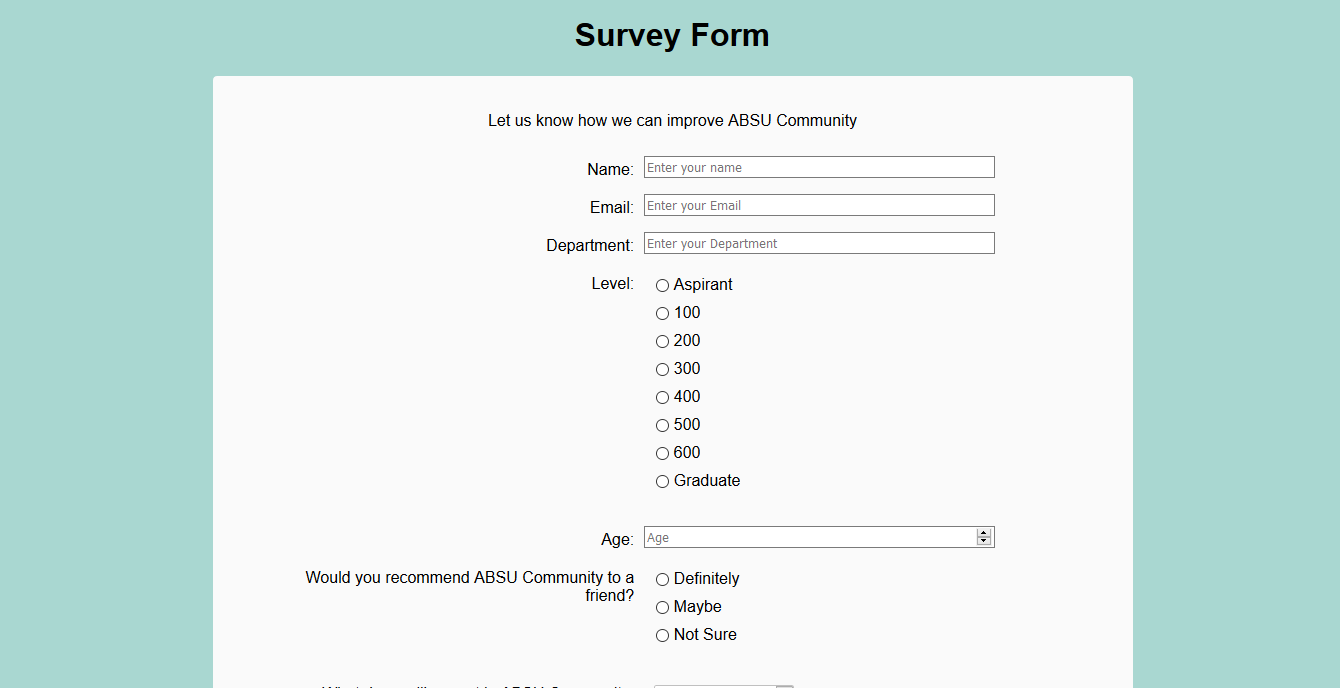 Survey Form
Let us know how we can improve ABSU Community
Name: Enter your name
Email: Enter your Email
Department: Enter your Department
Level: Aspirant
100
200
300
400
500
600
Graduate
Age: Age
Would you recommend ABSU Community to a
friend?
Definitely
Maybe
Not Sure